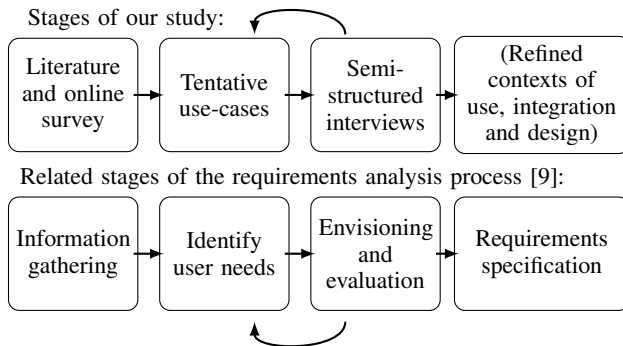 Stages of our study:
Literature
and online
survey
Tentative
use-cases
Semi-
structured
interviews
(Refined
contexts of
use, integration
and design)
Related stages of the requirements analysis process [9]:
Information
gathering
Identify
user needs
Envisioning
and
evaluation
Requirements
specification